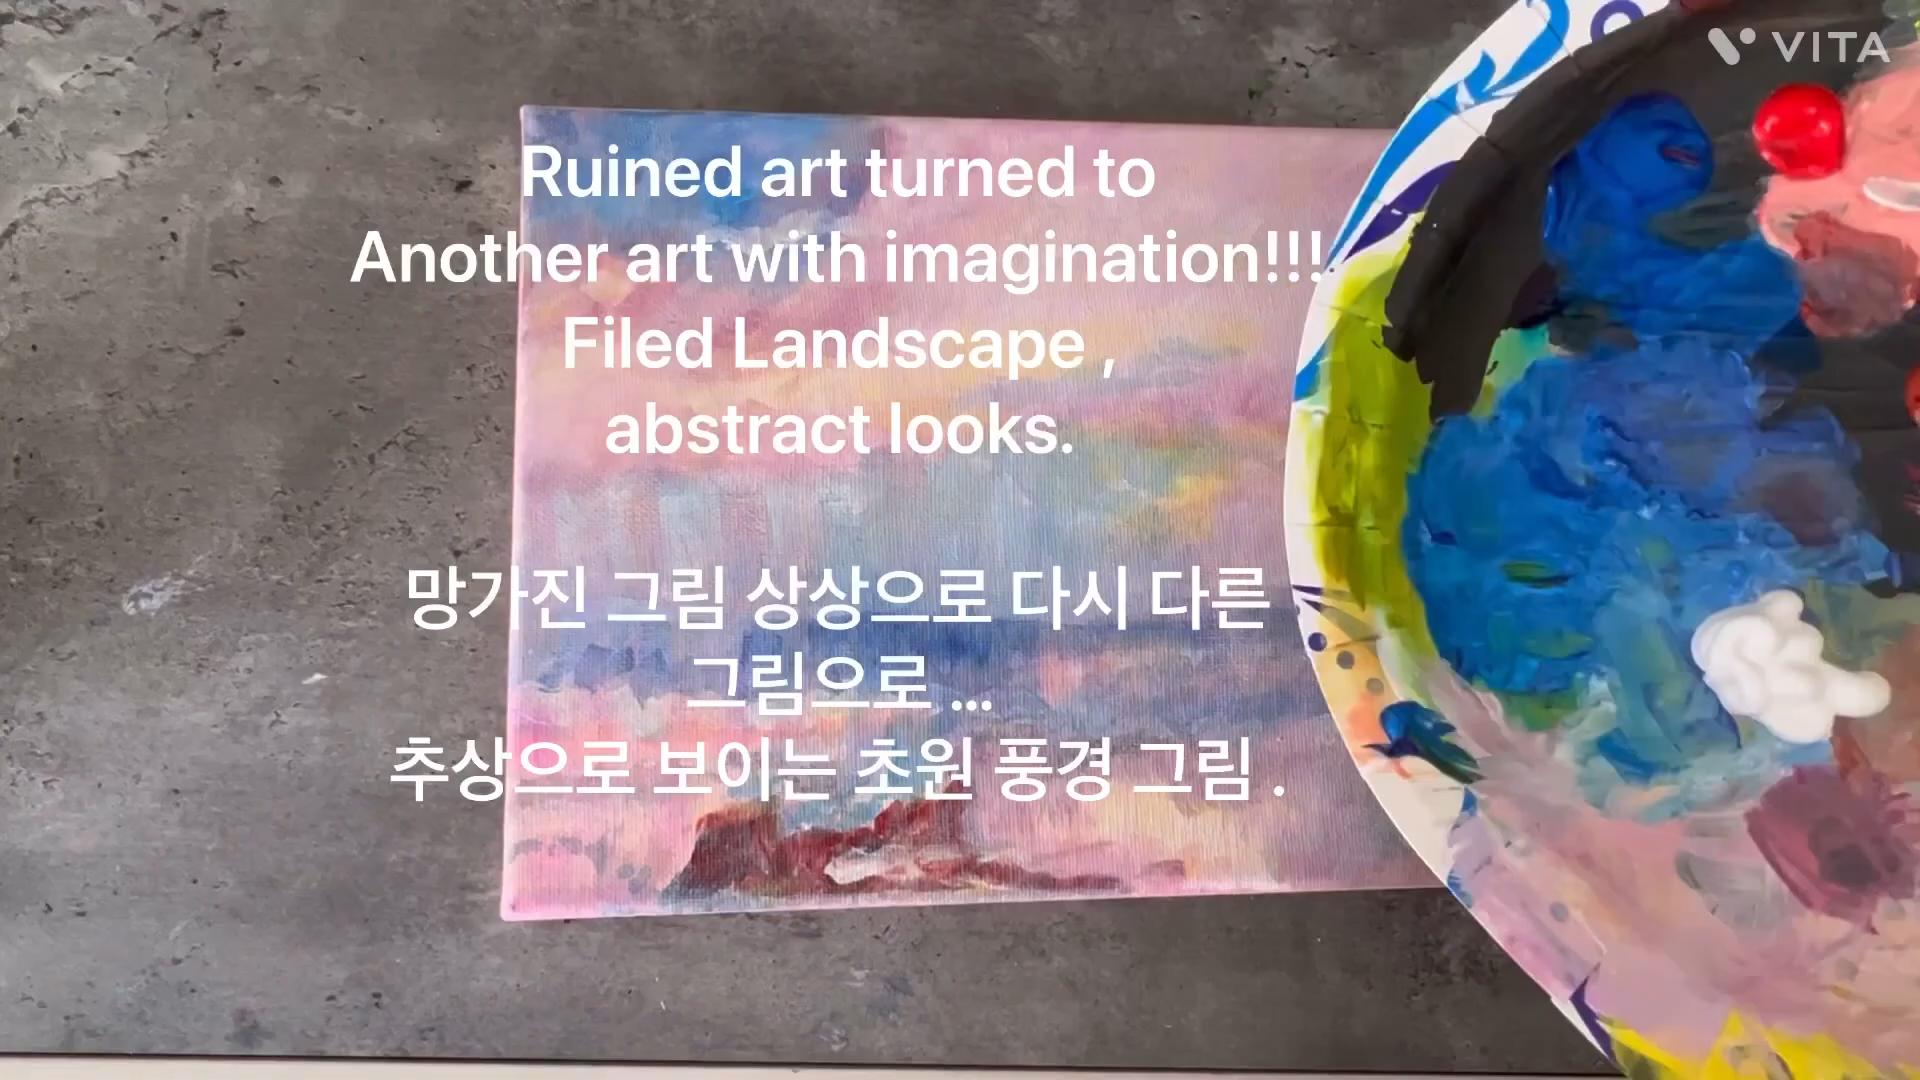 VITA
Ruined art turned to
Another art with imagination!!!
Filed Landscape ,
abstract looks.
망가진 그림 상상으로 다시 다른
그림으로 ...
추상으로 보이는 초원 풍경 그림 .